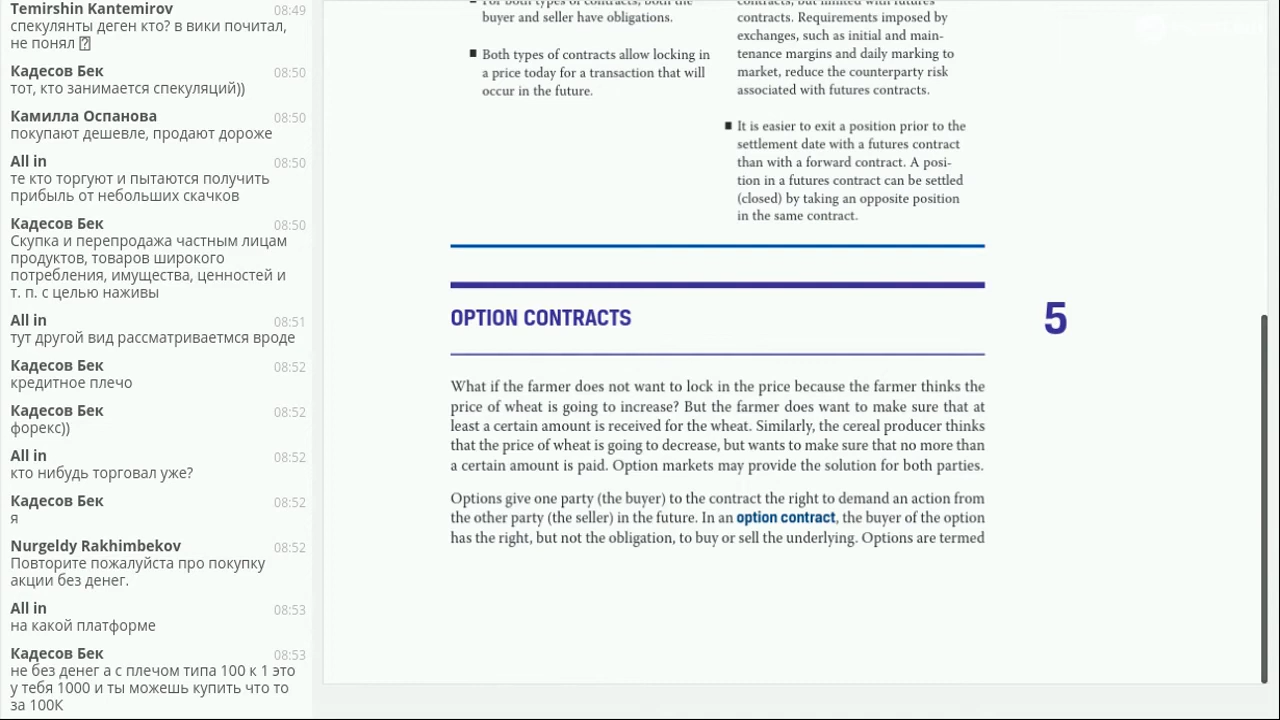 Temirshin Kantemirov 08:49
спекулянты деген кто? в вики почитал,
не понял
Кадесов Бек 08:50
тот, кто занимается спекуляций))
Камилла Оспанова 08:50
покупают дешевле, продают дороже
All in 08:50
те кто торгуют и пытаются получить
прибыль от небольших скачков
Кадесов Бек 08:50
Скупка и перепродажа частным лицам
продуктов, товаров широкого
потребления, имущества, ценностей и
т. п. с целью наживы
All in 08:51
тут другой вид рассматриваетмся вроде
Кадесов Бек 08:52
кредитное плечо
Кадесов Бек 08:52
форекс))
All in 08:52
кто нибудь торговал уже?
Кадесов Бек 08:52
я
Nurgeldy Rakhimbekov 08:52
Повторите пожалуйста про покупку
акции без денег.
All in 08:53
на какой платформе
Кадесов Бек 08:53
не без денег а с плечом типа 100 к 1 это
у тебя 1000 и ты можешь купить что то
за 100К
■ For both types of contracts, both the
buyer and seller have obligations.
■ Both types of contracts allow locking in
a price today for a transaction that will
occur in the future.
contracts, but limited with futures
contracts. Requirements imposed by
exchanges, such as initial and main-
tenance margins and daily marking to
market, reduce the counterparty risk
associated with futures contracts.
■ It is easier to exit a position prior to the
settlement date with a futures contract
than with a forward contract. A posi-
tion in a futures contract can be settled
(closed) by taking an opposite position
in the same contract.
OPTION CONTRACTS 5
What if the farmer does not want to lock in the price because the farmer thinks the
price of wheat is going to increase? But the farmer does want to make sure that at
least a certain amount is received for the wheat. Similarly, the cereal producer thinks
that the price of wheat is going to decrease, but wants to make sure that no more than
a certain amount is paid. Option markets may provide the solution for both parties.
Options give one party (the buyer) to the contract the right to demand an action from
the other party (the seller) in the future. In an option contract, the buyer of the option
has the right, but not the obligation, to buy or sell the underlying. Options are termed